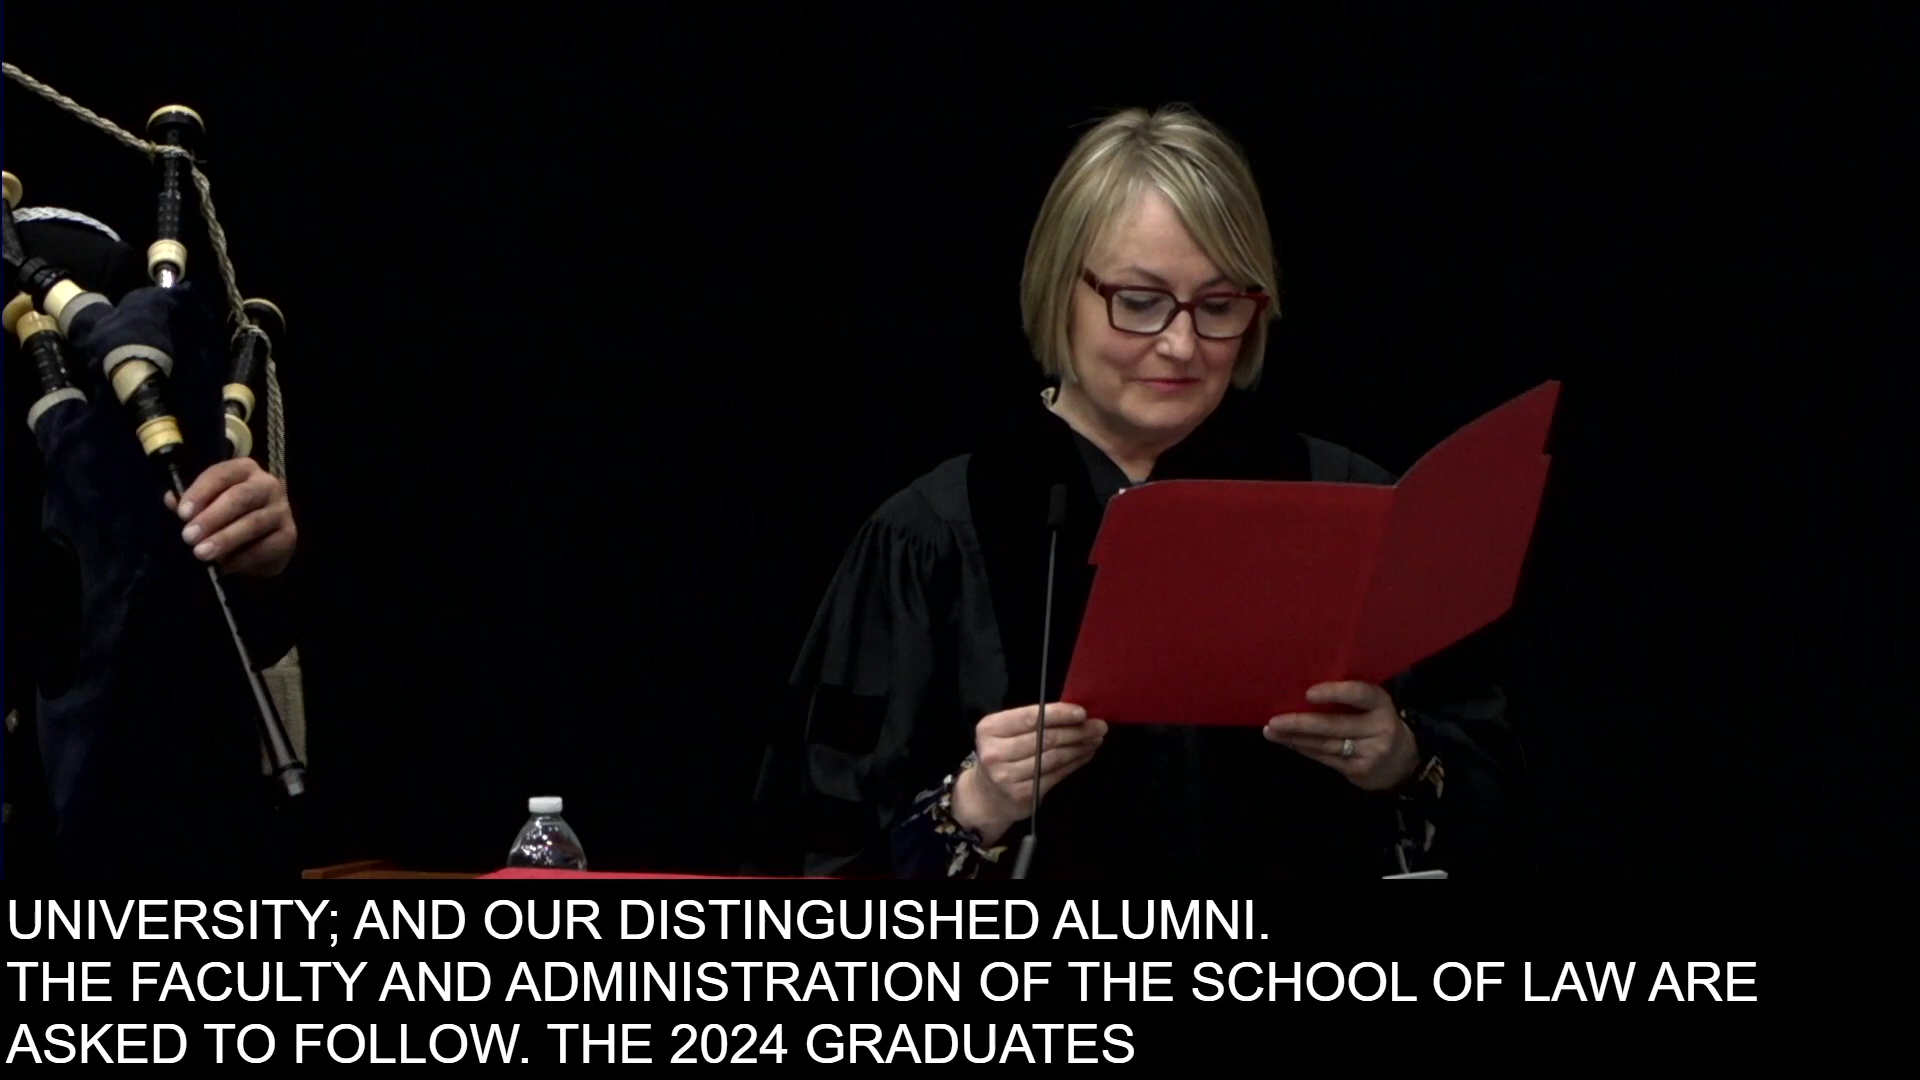 UNIVERSITY; AND OUR DISTINGUISHED ALUMNI.
THE FACULTY AND ADMINISTRATION OF THE SCHOOL OF LAW ARE
ASKED TO FOLLOW. THE 2024 GRADUATES